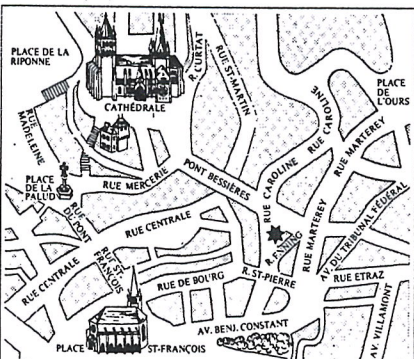 PLACE DE LA
RIPONNE
R. CURTAT
RUE ST-MARTIN
PLACE
DE
L'OURS
CATHÉDRALE
RUE
MADELEINE
RUE CAROLINE
RUE CAROLINE
RUE MARTEREY
PLACE
DE LA
PALUD
RUE MERCERIE
PONT BESSIÈRES
RUE
DU PONT
RUE CENTRALE
R. ST-PIERRE
RUE MARTEREY
AV. DU TRIBUNAL FÉDÉRAL
RUE CENTRALE
RUE ST-
FRANÇOIS
RUE DE BOURG
RUE ETRAZ
AV. BENJ. CONSTANT
AV. VILLAMONT
PLACE
ST-FRANÇOIS